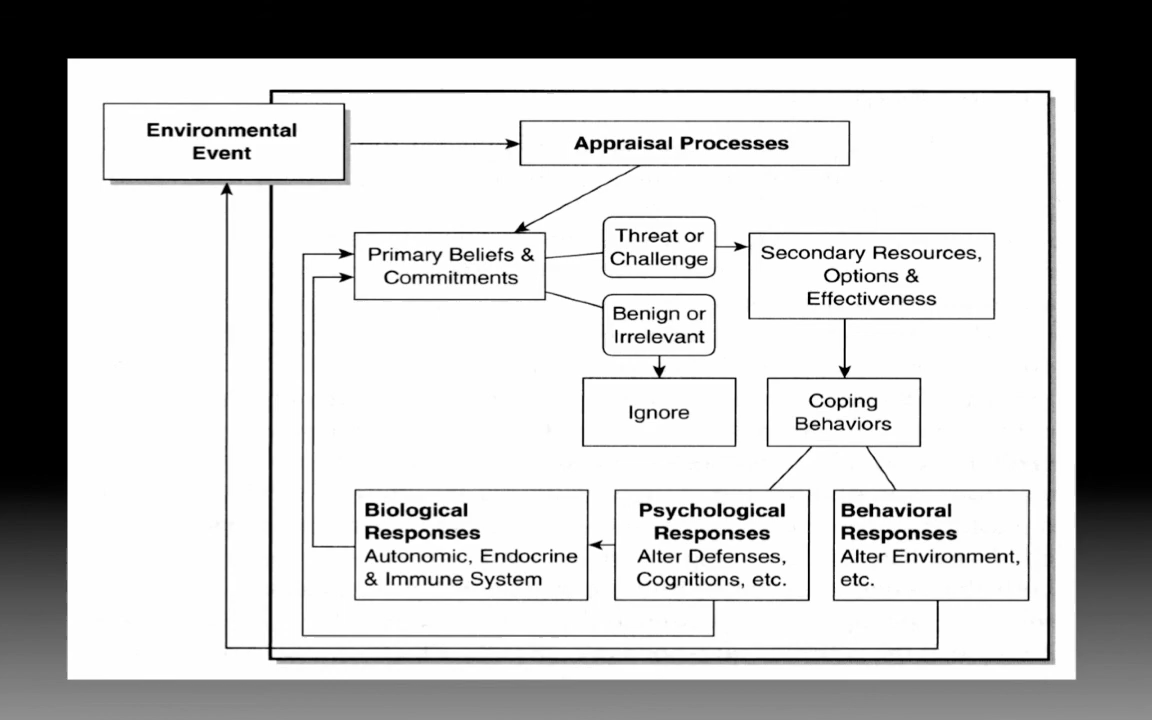 Environmental
Event
Appraisal Processes
Primary Beliefs &
Commitments
Threat or
Challenge
Secondary Resources,
Options &
Effectiveness
Benign or
Irrelevant
Ignore
Coping
Behaviors
Biological
Responses
Autonomic, Endocrine
& Immune System
Psychological
Responses
Alter Defenses,
Cognitions, etc.
Behavioral
Responses
Alter Environment,
etc.